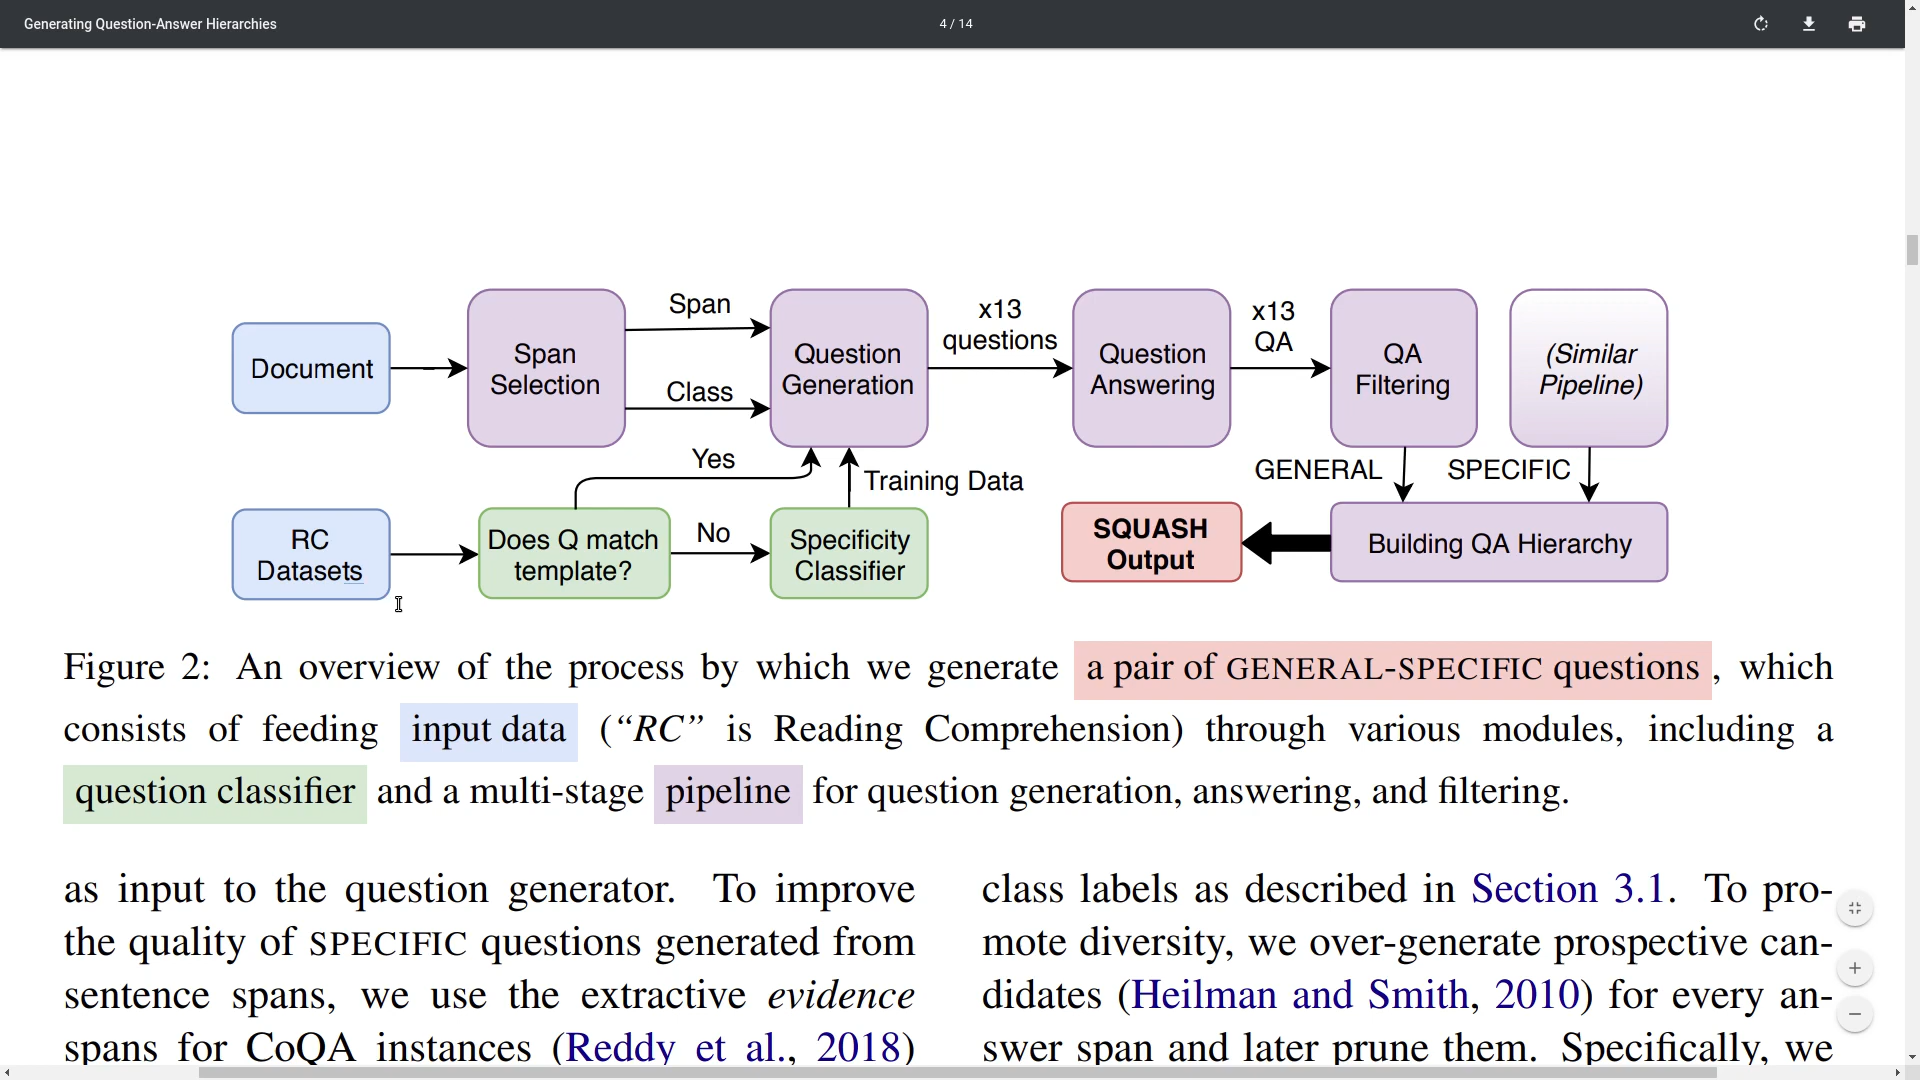 Generating Question-Answer Hierarchies
4 / 14
Document
Span
Selection
Span
Class
Question
Generation
x13
questions
Question
Answering
x13
QA
QA
Filtering
(Similar
Pipeline)
Yes
Training Data
GENERAL
SPECIFIC
RC
Datasets
Does Q match
template?
No
Specificity
Classifier
SQUASH
Output
Building QA Hierarchy
Figure 2: An overview of the process by which we generate a pair of GENERAL-SPECIFIC questions, which
consists of feeding input data (“RC” is Reading Comprehension) through various modules, including a
question classifier and a multi-stage pipeline for question generation, answering, and filtering.
as input to the question generator. To improve
the quality of SPECIFIC questions generated from
sentence spans, we use the extractive evidence
spans for CoQA instances (Reddy et al., 2018)
class labels as described in Section 3.1. To pro-
mote diversity, we over-generate prospective can-
didates (Heilman and Smith, 2010) for every an-
swer span and later prune them. Specifically, we